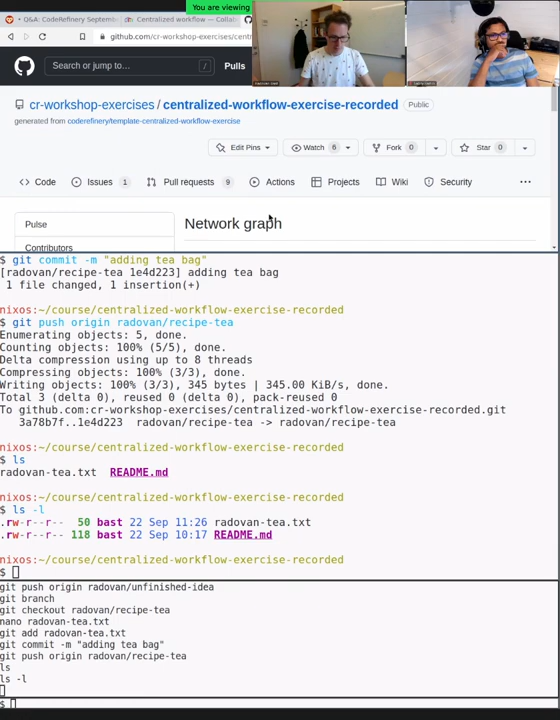 You are viewing
Q&A: CodeRefinery Septemb
Centralized workflow — Collab
github.com/cr-workshop-exercises/cent
Search or jump to...
/
Pulls
cr-workshop-exercises / centralized-workflow-exercise-recorded Public
generated from coderefinery/template-centralized-workflow-exercise
Edit Pins Watch 6 Fork 0 Star 0
Code Issues 1 Pull requests 9 Actions Projects Wiki Security
Pulse
Network graph
Contributors
$ git commit -m "adding tea bag"
[radovan/recipe-tea 1e4d223] adding tea bag
1 file changed, 1 insertion(+)
nixos:~/course/centralized-workflow-exercise-recorded
$ git push origin radovan/recipe-tea
Enumerating objects: 5, done.
Counting objects: 100% (5/5), done.
Delta compression using up to 8 threads
Compressing objects: 100% (3/3), done.
Writing objects: 100% (3/3), 345 bytes | 345.00 KiB/s, done.
Total 3 (delta 0), reused 0 (delta 0), pack-reused 0
To github.com:cr-workshop-exercises/centralized-workflow-exercise-recorded.git
3a78b7f..1e4d223  radovan/recipe-tea -> radovan/recipe-tea
nixos:~/course/centralized-workflow-exercise-recorded
$ ls
radovan-tea.txt  README.md
nixos:~/course/centralized-workflow-exercise-recorded
$ ls -l
.rw-r--r--  50 bast 22 Sep 11:26 radovan-tea.txt
.rw-r--r-- 118 bast 22 Sep 10:17 README.md
nixos:~/course/centralized-workflow-exercise-recorded
$
git push origin radovan/unfinished-idea
git branch
git checkout radovan/recipe-tea
nano radovan-tea.txt
git add radovan-tea.txt
git commit -m "adding tea bag"
git push origin radovan/recipe-tea
ls
ls -l
$